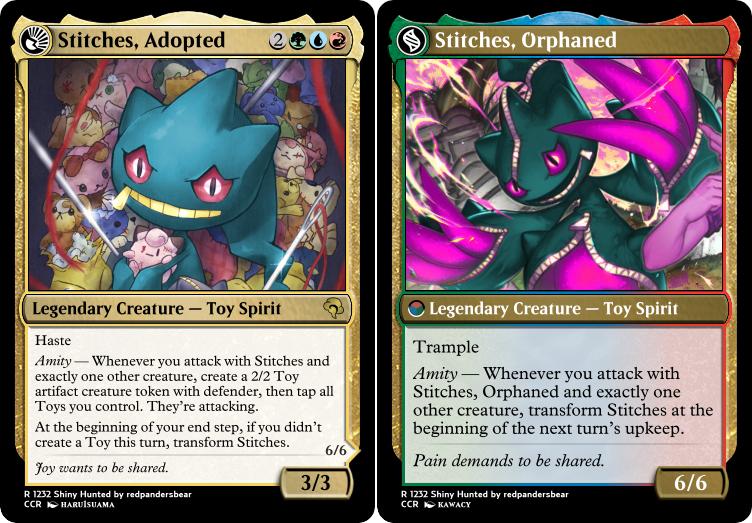 Stitches, Adopted
2
Legendary Creature — Toy Spirit
Haste
Amity — Whenever you attack with Stitches and
exactly one other creature, create a 2/2 Toy
artifact creature token with defender, then tap all
Toys you control. They're attacking.
At the beginning of your end step, if you didn't
create a Toy this turn, transform Stitches.
6/6
Joy wants to be shared.
3/3
R 1232 Shiny Hunted by redpandersbear
CCR HARUISUAMA
Stitches, Orphaned
Legendary Creature — Toy Spirit
Trample
Amity — Whenever you attack with
Stitches, Orphaned and exactly one
other creature, transform Stitches at the
beginning of the next turn's upkeep.
Pain demands to be shared.
6/6
R 1232 Shiny Hunted by redpandersbear
CCR KAWACY